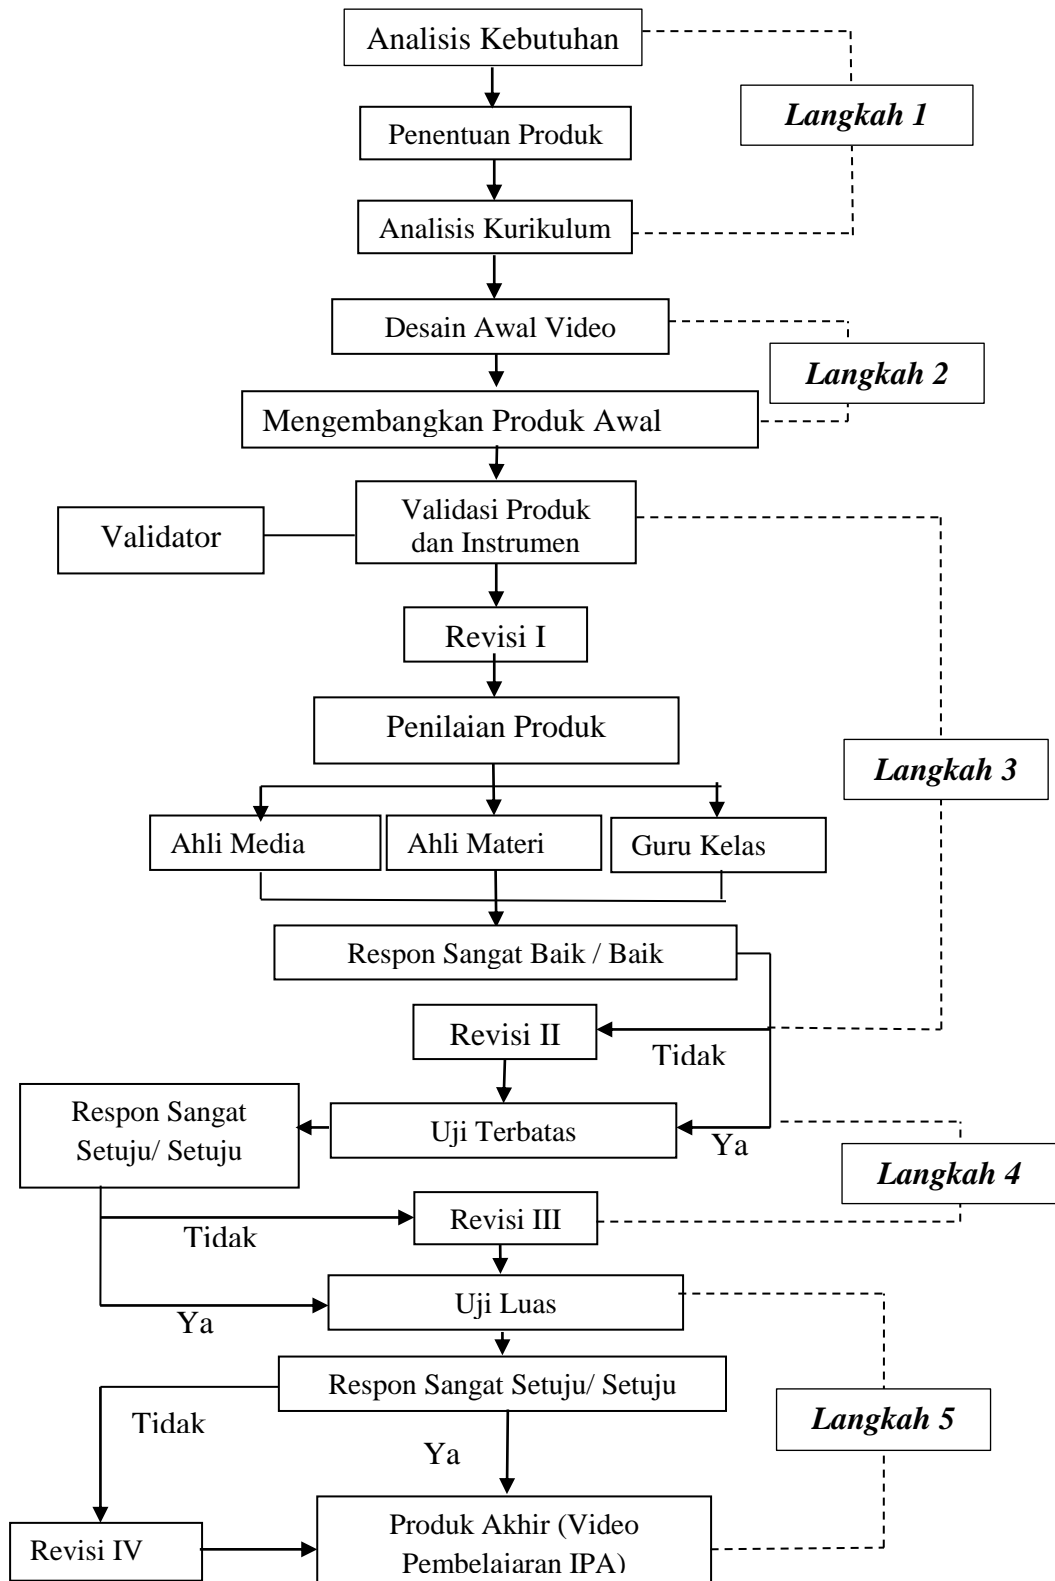 Analisis Kebutuhan
Langkah 1
Penentuan Produk
Analisis Kurikulum
Desain Awal Video
Langkah 2
Mengembangkan Produk Awal
Validasi Produk
dan Instrumen
Validator
Revisi I
Penilaian Produk
Langkah 3
Ahli Media
Ahli Materi
Guru Kelas
Respon Sangat Baik / Baik
Revisi II
Tidak
Respon Sangat
Setuju/ Setuju
Uji Terbatas
Ya
Langkah 4
Revisi III
Tidak
Uji Luas
Ya
Respon Sangat Setuju/ Setuju
Tidak
Langkah 5
Ya
Produk Akhir (Video
Pembelajaran IPA)
Revisi IV